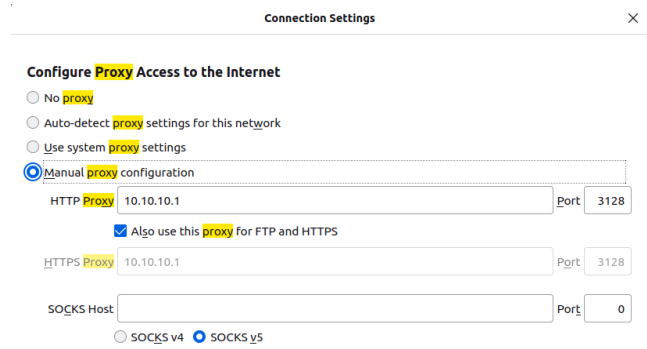 Connection Settings
Configure Proxy Access to the Internet
No proxy
Auto-detect proxy settings for this network
Use system proxy settings
Manual proxy configuration
HTTP Proxy 10.10.10.1 Port 3128
Also use this proxy for FTP and HTTPS
HTTPS Proxy 10.10.10.1 Port 3128
SOCKS Host Port 0
SOCKS v4 SOCKS v5